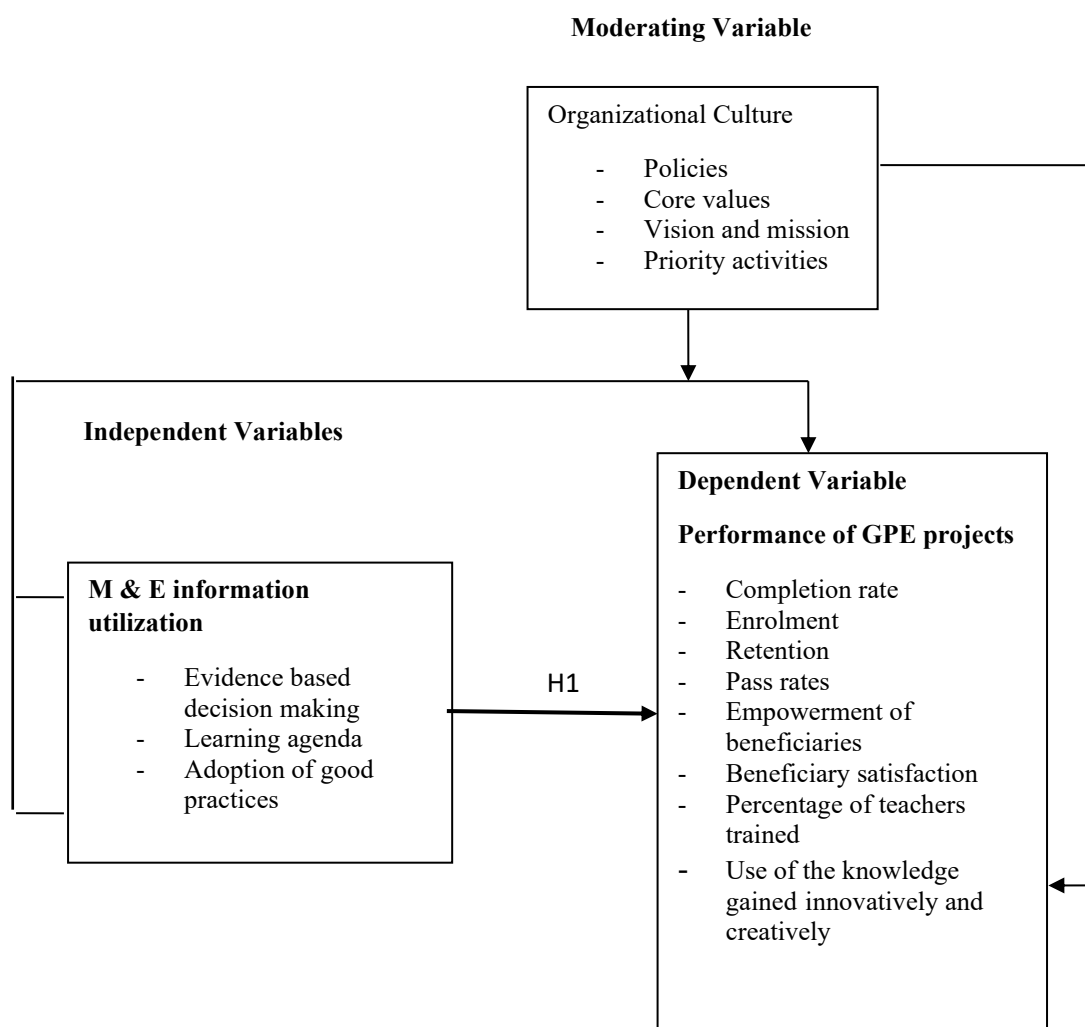 Moderating Variable
Organizational Culture
- Policies
- Core values
- Vision and mission
- Priority activities
Independent Variables
M & E information
utilization
- Evidence based
decision making
- Learning agenda
- Adoption of good
practices
H1
Dependent Variable
Performance of GPE projects
- Completion rate
- Enrolment
- Retention
- Pass rates
- Empowerment of
beneficiaries
- Beneficiary satisfaction
- Percentage of teachers
trained
- Use of the knowledge
gained innovatively and
creatively